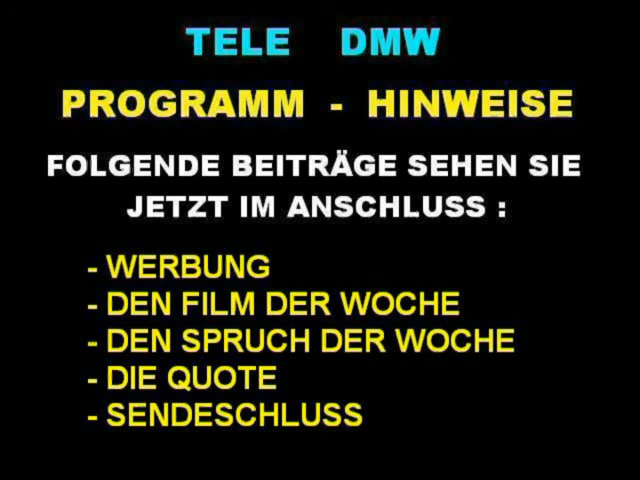 TELE DMW
PROGRAMM - HINWEISE
FOLGENDE BEITRÄGE SEHEN SIE
JETZT IM ANSCHLUSS :
- WERBUNG
- DEN FILM DER WOCHE
- DEN SPRUCH DER WOCHE
- DIE QUOTE
- SENDESCHLUSS